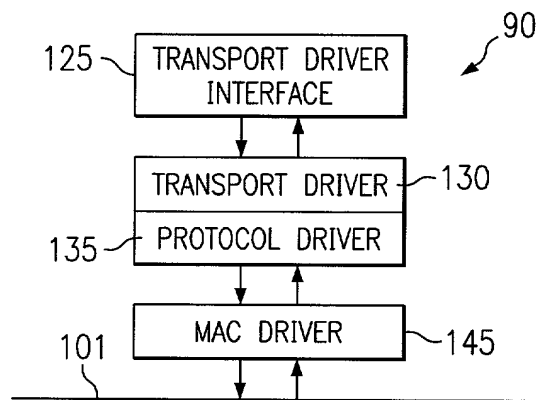 90
125
TRANSPORT DRIVER
INTERFACE
TRANSPORT DRIVER
130
135
PROTOCOL DRIVER
MAC DRIVER
145
101